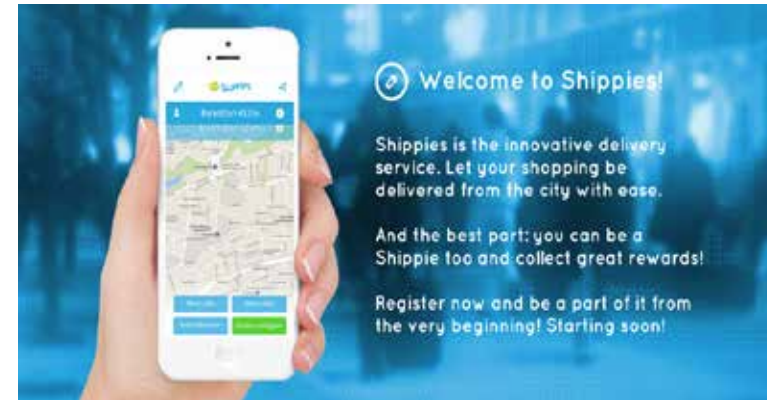 Welcome to Shippies!
Shippies is the innovative delivery
service. Let your shopping be
delivered from the city with ease.
And the best part: you can be a
Shippie too and collect great rewards!
Register now and be a part of it from
the very beginning! Starting soon!